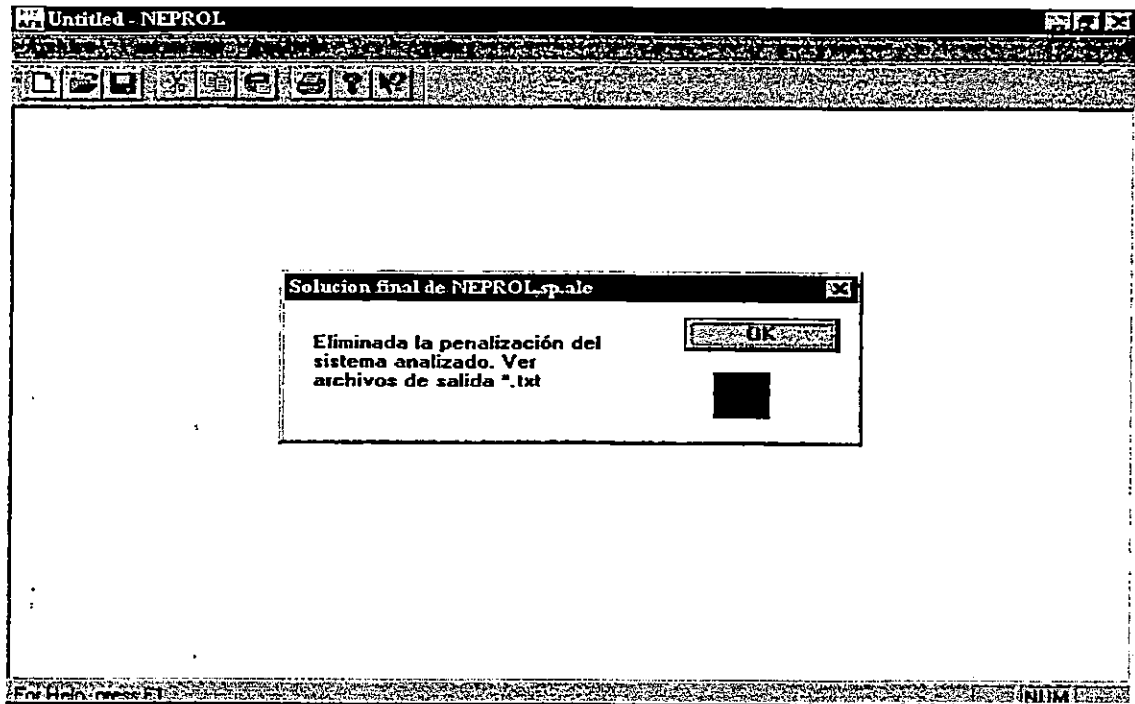 Untitled - NEPROL
Archivo
Solucion final de NEPROL,sp.ale
Eliminada la penalización del
sistema analizado. Ver
archivos de salida *.txt
OK
For Help, press F1
NUM